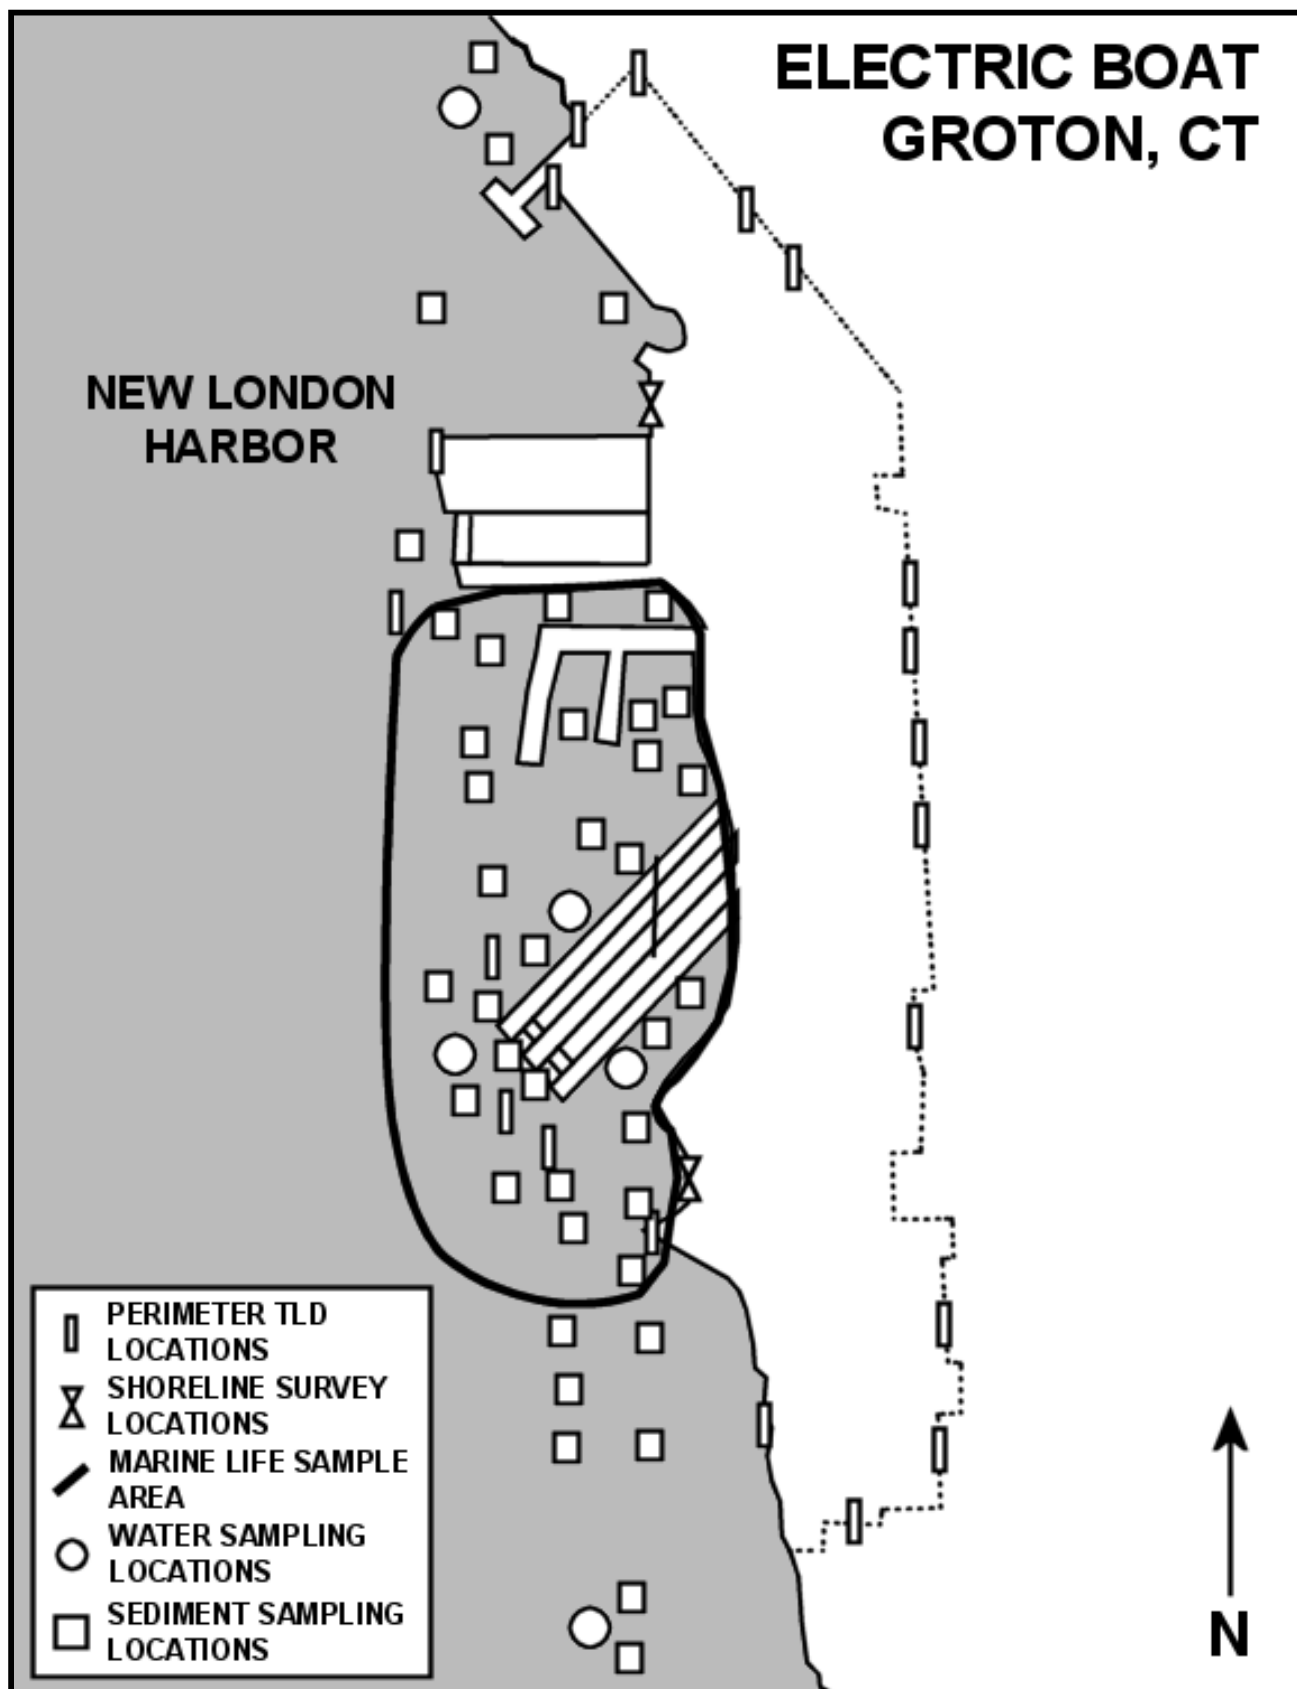 ELECTRIC BOAT
GROTON, CT
NEW LONDON
HARBOR
PERIMETER TLD
LOCATIONS
SHORELINE SURVEY
LOCATIONS
MARINE LIFE SAMPLE
AREA
WATER SAMPLING
LOCATIONS
SEDIMENT SAMPLING
LOCATIONS
N